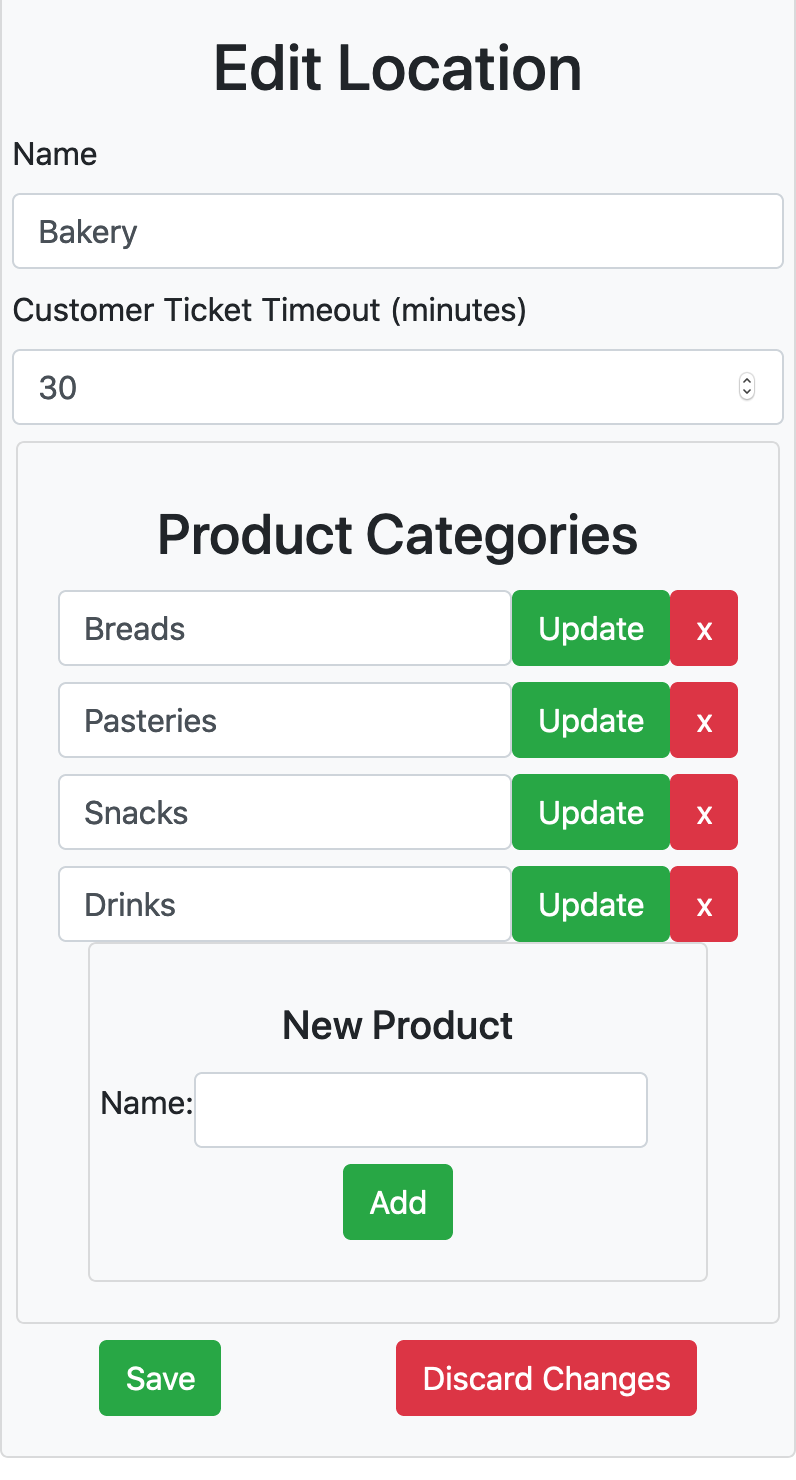 Edit Location
Name
Bakery
Customer Ticket Timeout (minutes)
30
Product Categories
Breads Update x
Pasteries Update x
Snacks Update x
Drinks Update x
New Product
Name:
Add
Save Discard Changes